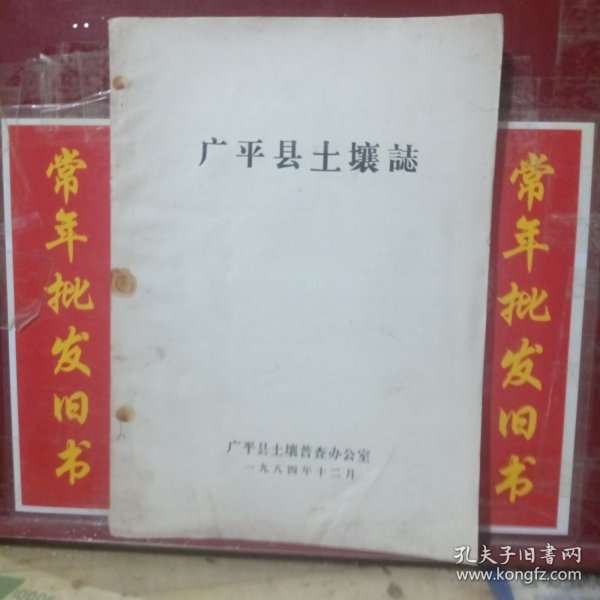 广平县土壤誌
广平县土壤普查办公室
一九八四年十二月
常年批发旧书
常年批发旧书
孔夫子旧书网
www.kongfz.com